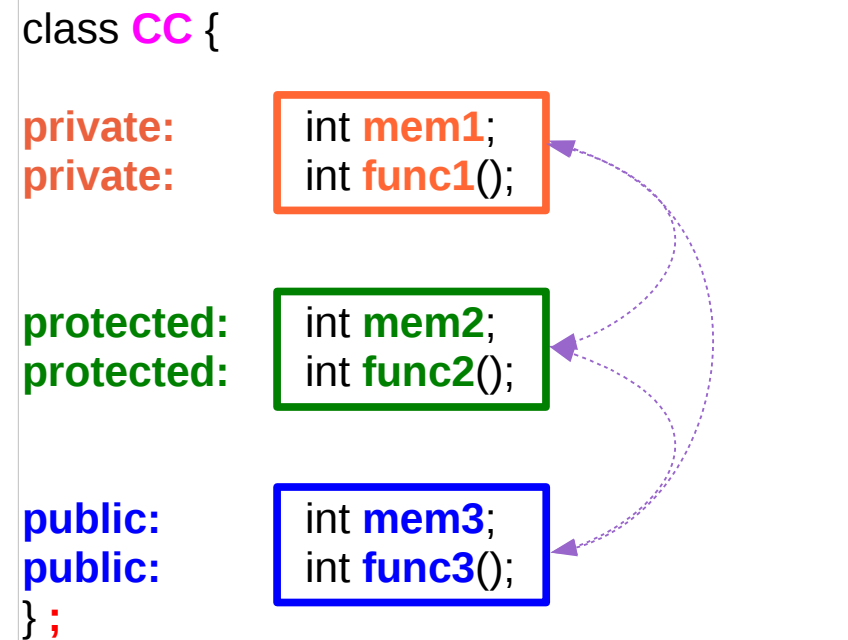 class CC {
private: int mem1;
private: int func1();
protected: int mem2;
protected: int func2();
public: int mem3;
public: int func3();
} ;